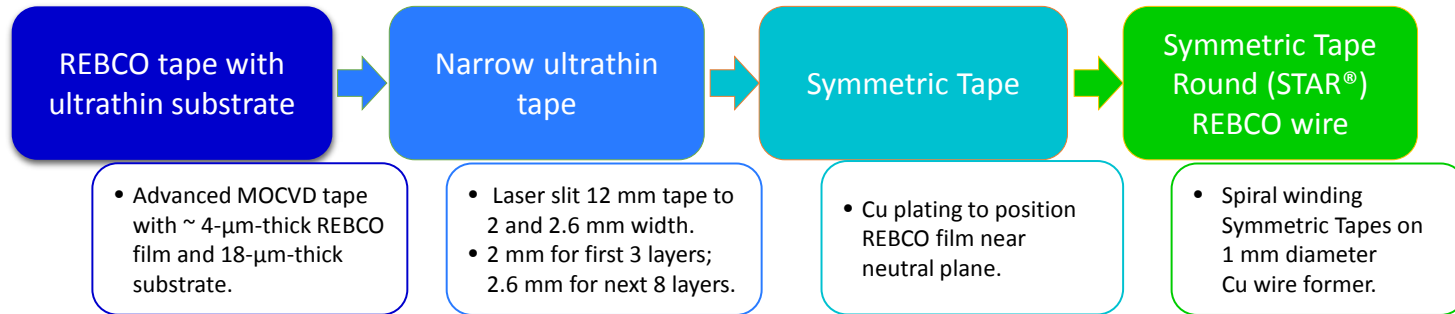 REBCO tape with
ultrathin substrate
Narrow ultrathin
tape
Symmetric Tape
Symmetric Tape
Round (STAR®)
REBCO wire
• Advanced MOCVD tape
with ~ 4-µm-thick REBCO
film and 18-µm-thick
substrate.
• Laser slit 12 mm tape to
2 and 2.6 mm width.
• 2 mm for first 3 layers;
2.6 mm for next 8 layers.
• Cu plating to position
REBCO film near
neutral plane.
• Spiral winding
Symmetric Tapes on
1 mm diameter
Cu wire former.